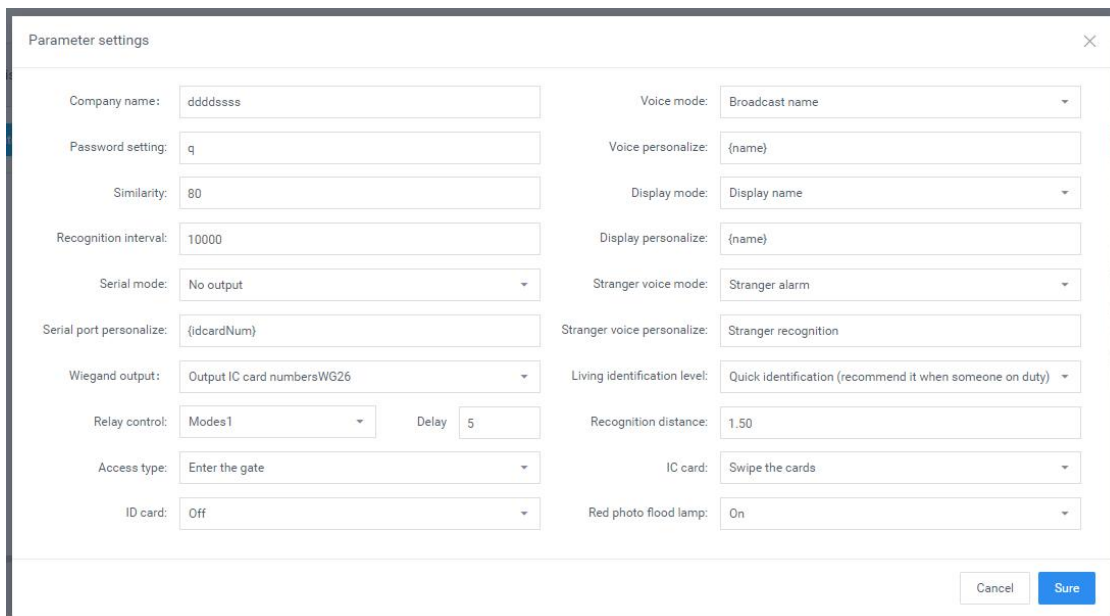 Parameter settings
Company name: ddddssss
Voice mode: Broadcast name
Password setting: q
Voice personalize: {name}
Similarity: 80
Display mode: Display name
Recognition interval: 10000
Display personalize: {name}
Serial mode: No output
Stranger voice mode: Stranger alarm
Serial port personalize: {idcardNum}
Stranger voice personalize: Stranger recognition
Wiegand output: Output IC card numbersWG26
Living identification level: Quick identification (recommend it when someone on duty)
Relay control: Modes1 Delay 5
Recognition distance: 1.50
Access type: Enter the gate
IC card: Swipe the cards
ID card: Off
Red photo flood lamp: On
Cancel Sure